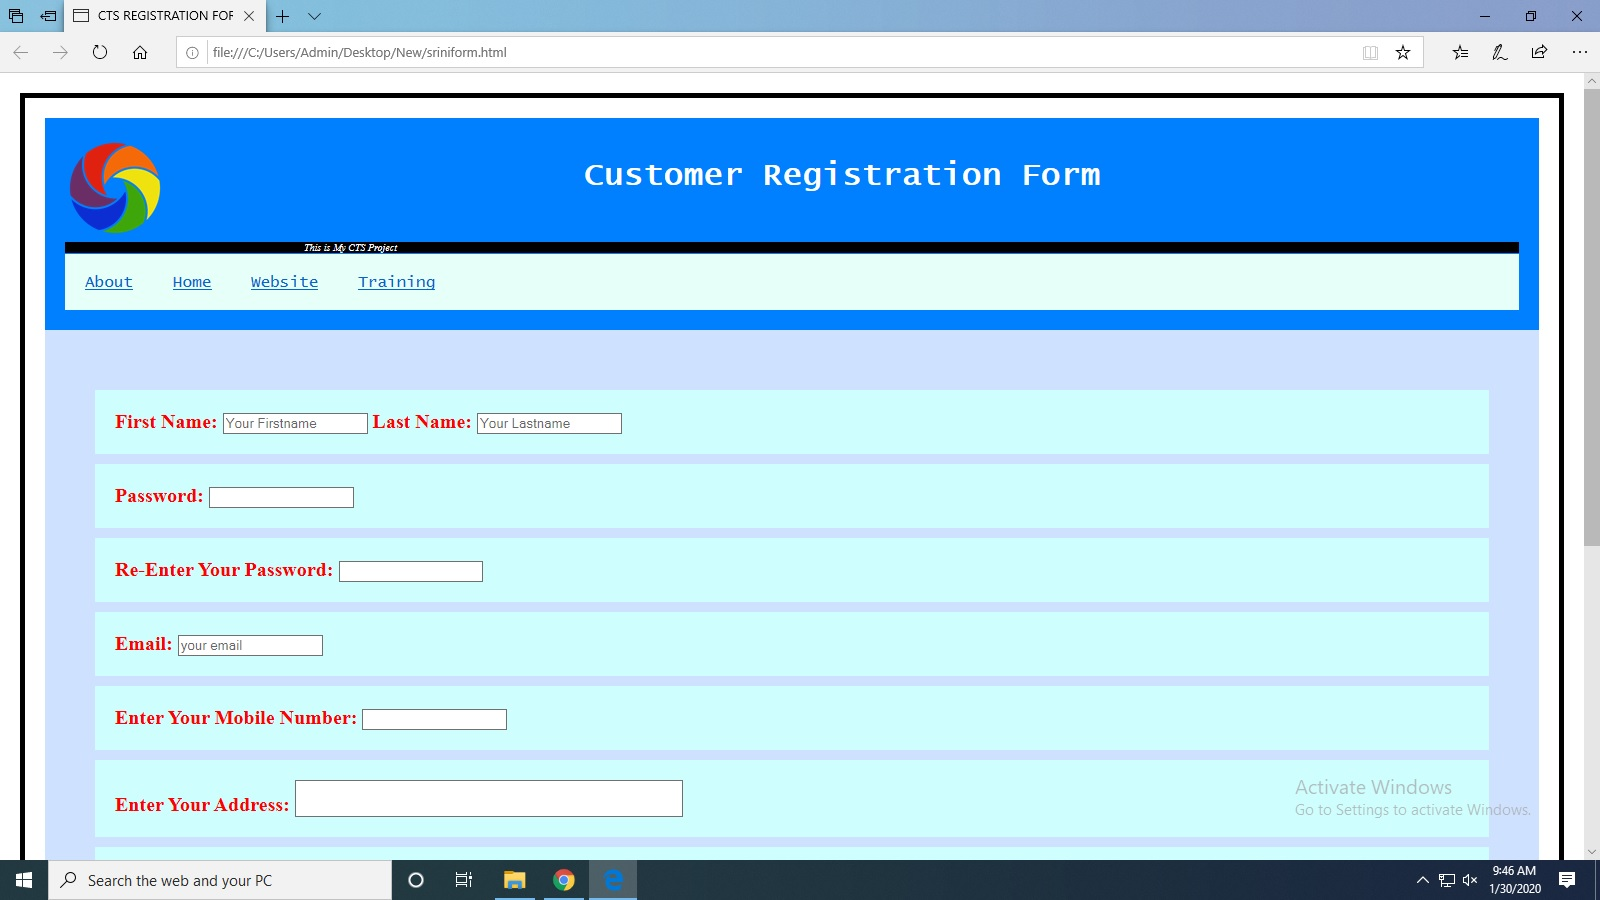 CTS REGISTRATION FOR
file:///C:/Users/Admin/Desktop/New/sriniform.html
Customer Registration Form
This is My CTS Project
About Home Website Training
First Name: Your Firstname Last Name: Your Lastname
Password:
Re-Enter Your Password:
Email: your email
Enter Your Mobile Number:
Enter Your Address:
Activate Windows
Go to Settings to activate Windows.
Search the web and your PC
9:46 AM
1/30/2020